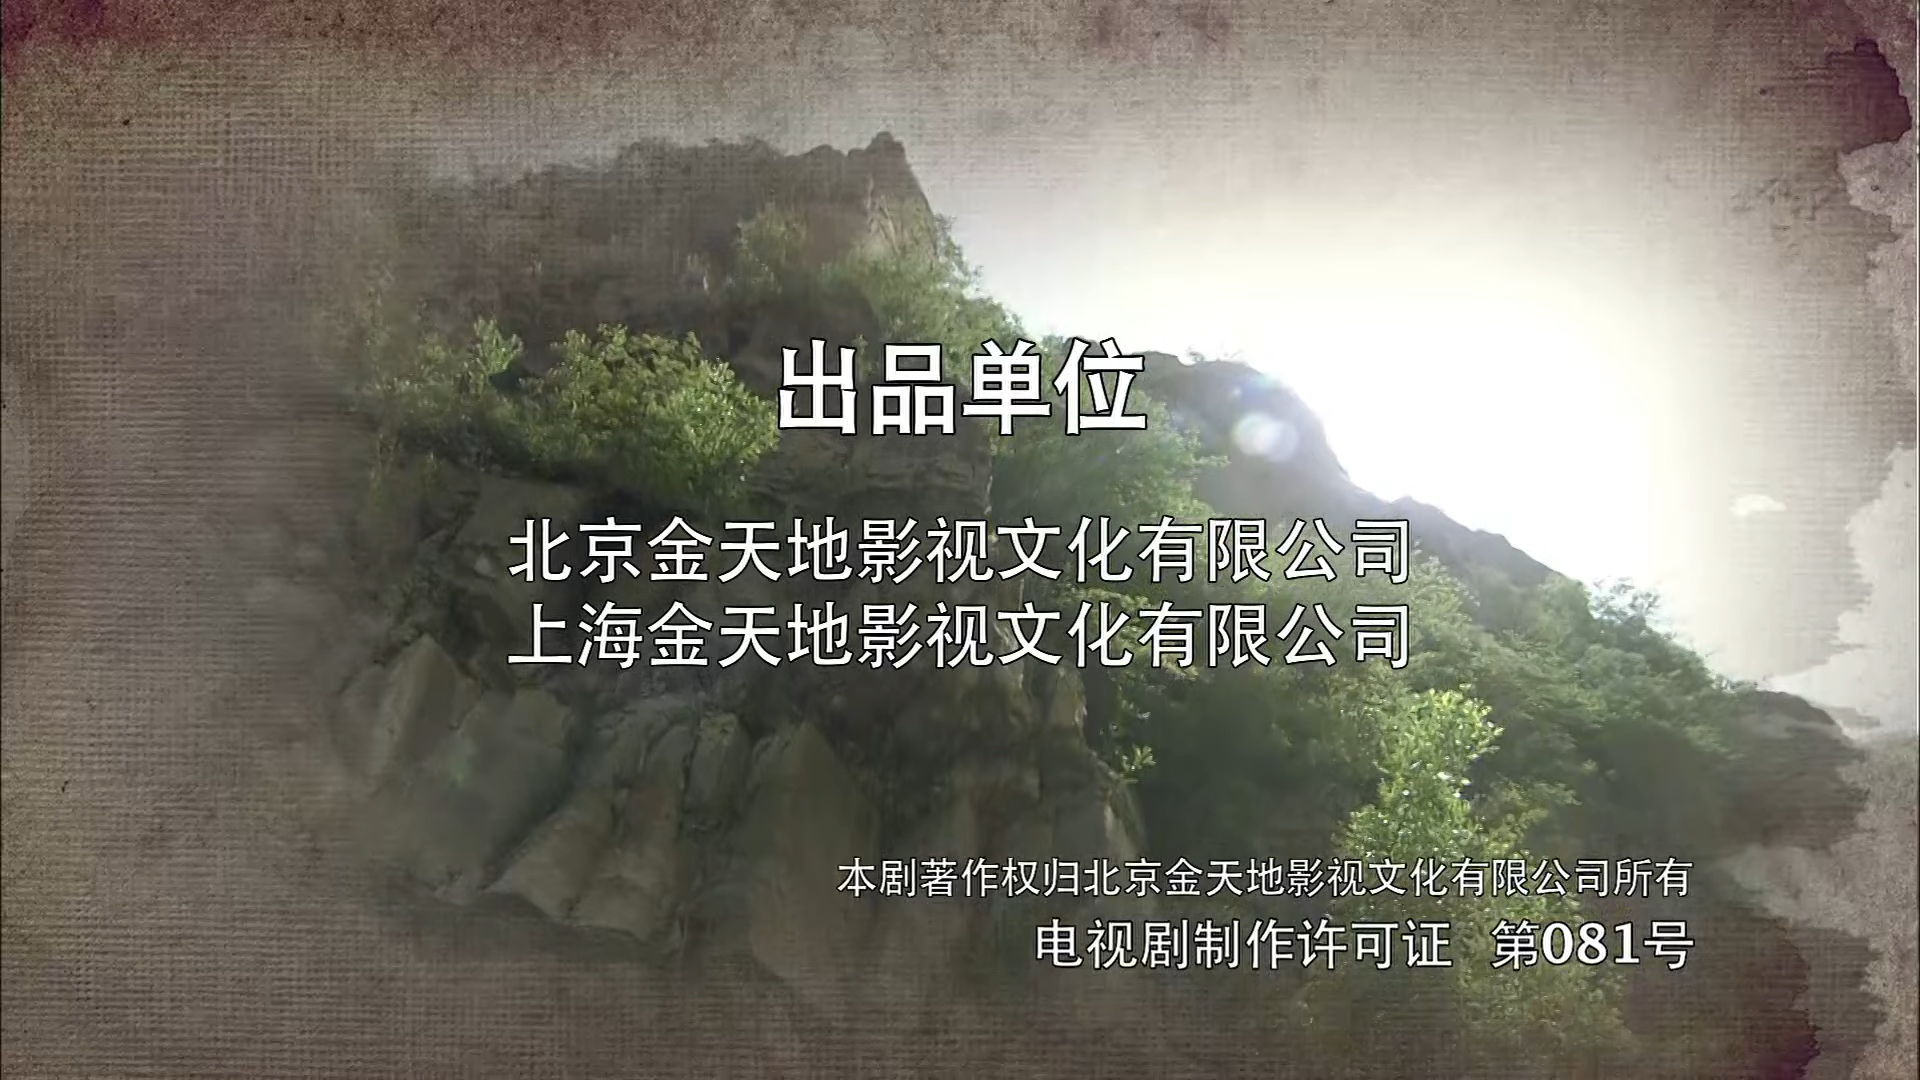 出品单位
北京金天地影视文化有限公司
上海金天地影视文化有限公司
本剧著作权归北京金天地影视文化有限公司所有
电视剧制作许可证 第081号